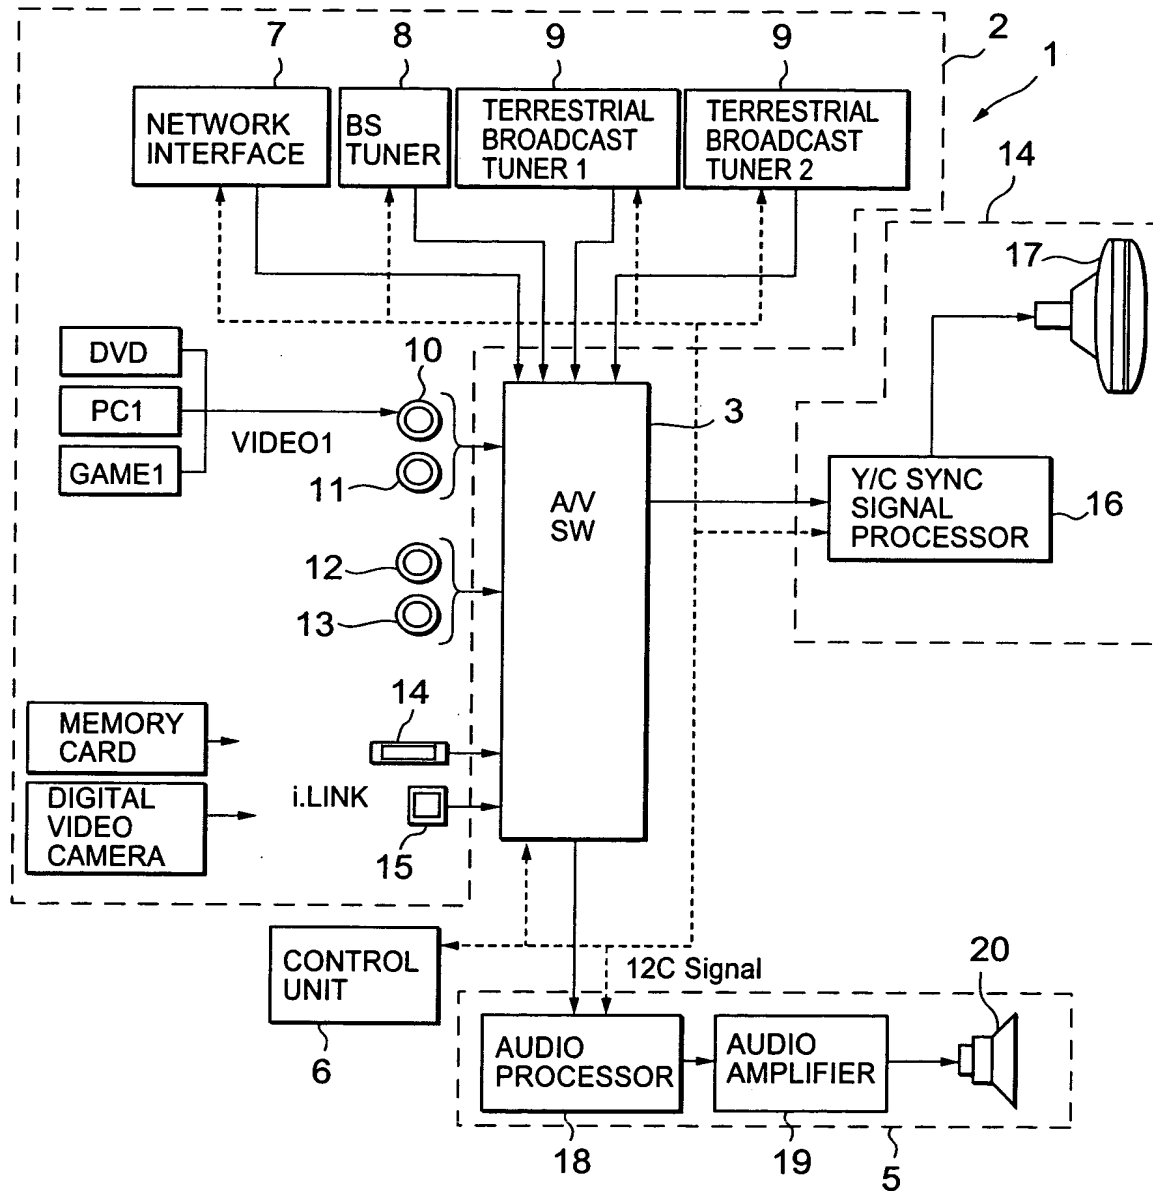 7
8
9
9
2
1
NETWORK
INTERFACE
BS
TUNER
TERRESTRIAL
BROADCAST
TUNER 1
TERRESTRIAL
BROADCAST
TUNER 2
14
17
DVD
PC1
GAME1
VIDEO1
10
11
12
13
3
A/V
SW
Y/C SYNC
SIGNAL
PROCESSOR
16
MEMORY
CARD
DIGITAL
VIDEO
CAMERA
14
i.LINK
15
CONTROL
UNIT
6
12C Signal
20
AUDIO
PROCESSOR
AUDIO
AMPLIFIER
18
19
5